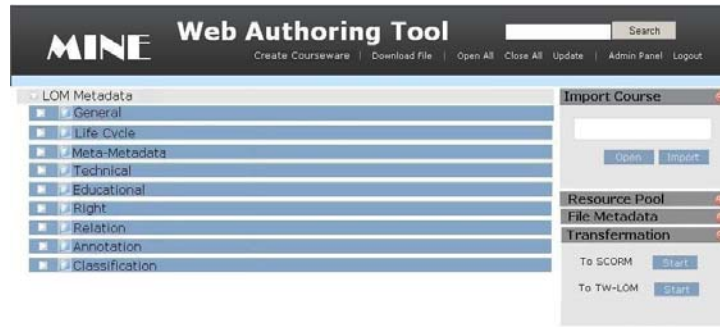 MINE
Web Authoring Tool
Search
Create Courseware | Download File | Open All Close All Update | Admin Panel Logout
LOM Metadata
General
Life Cycle
Meta-Metadata
Technical
Educational
Right
Relation
Annotation
Classification
Import Course
Open Import
Resource Pool
File Metadata
Transfermation
To SCORM Start
To TW-LOM Start